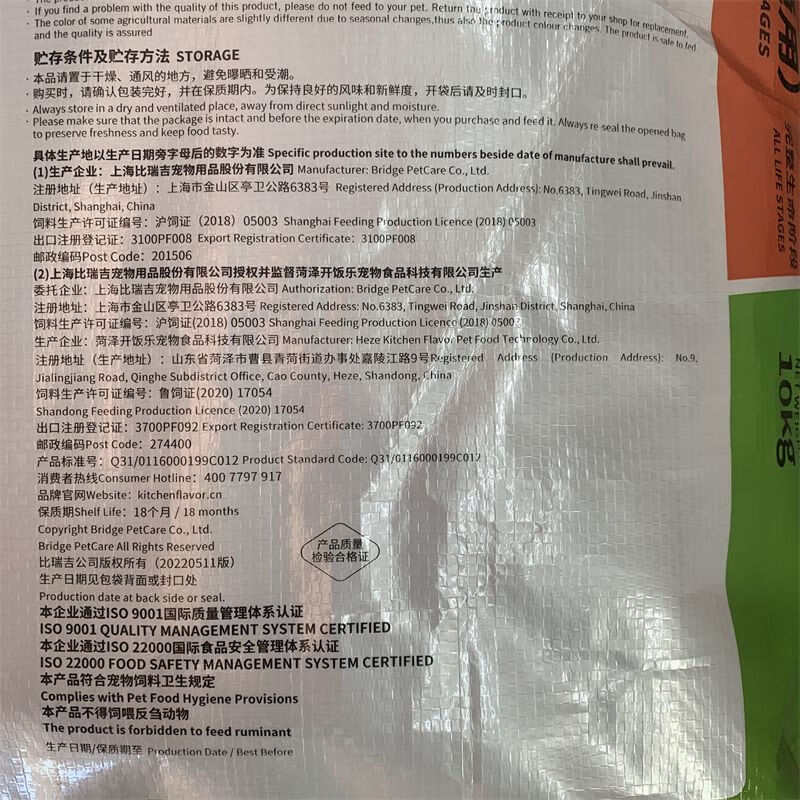 · If you find a problem with the quality of this product, please do not feed to your pet. Return the product with receipt to your shop for replacement.
· The color of some agricultural materials are slightly different due to seasonal changes,thus also the product colour changes. The product is safe to fed
and the quality is assured
贮存条件及贮存方法 STORAGE
· 本品请置于干燥、通风的地方，避免曝晒和受潮。
· 购买时，请确认包装完好，并在保质期内。为保持良好的风味和新鲜度，开袋后请及时封口。
· Always store in a dry and ventilated place, away from direct sunlight and moisture.
· Please make sure that the package is intact and before the expiration date, when you purchase and feed it. Always re-seal the opened bag
to preserve freshness and keep food tasty.
具体生产地以生产日期旁字母后的数字为准 Specific production site to the numbers beside date of manufacture shall prevail.
(1)生产企业：上海比瑞吉宠物用品股份有限公司 Manufacturer: Bridge PetCare Co., Ltd.
注册地址（生产地址）：上海市金山区亭卫公路6383号 Registered Address (Production Address): No.6383, Tingwei Road, Jinshan
District, Shanghai, China
饲料生产许可证编号：沪饲证（2018）05003 Shanghai Feeding Production Licence (2018) 05003
出口注册登记证：3100PF008 Export Registration Certificate：3100PF008
邮政编码Post Code：201506
(2)上海比瑞吉宠物用品股份有限公司授权并监督菏泽开饭乐宠物食品科技有限公司生产
委托企业：上海比瑞吉宠物用品股份有限公司 Authorization: Bridge PetCare Co., Ltd.
注册地址：上海市金山区亭卫公路6383号 Registered Address: No.6383, Tingwei Road, Jinshan District, Shanghai, China
饲料生产许可证编号：沪饲证(2018) 05003 Shanghai Feeding Production Licence (2018) 05003
生产企业：菏泽开饭乐宠物食品科技有限公司 Manufacturer: Heze Kitchen Flavor Pet Food Technology Co., Ltd.
注册地址（生产地址）：山东省菏泽市曹县青菏街道办事处嘉陵江路9号Registered Address (Production Address): No.9,
Jialingjiang Road, Qinghe Subdistrict Office, Cao County, Heze, Shandong, China
饲料生产许可证编号：鲁饲证(2020) 17054
Shandong Feeding Production Licence (2020) 17054
出口注册登记证：3700PF092 Export Registration Certificate: 3700PF092
邮政编码Post Code：274400
产品标准号：Q31/0116000199C012 Product Standard Code: Q31/0116000199C012
消费者热线Consumer Hotline：400 7797 917
品牌官网Website：kitchenflavor.cn
保质期Shelf Life：18个月 / 18 months
Copyright Bridge PetCare Co., Ltd.
Bridge PetCare All Rights Reserved
比瑞吉公司版权所有（20220511版）
生产日期见包袋背面或封口处
Production date at back side or seal.
产品质量
检验合格证
本企业通过ISO 9001国际质量管理体系认证
ISO 9001 QUALITY MANAGEMENT SYSTEM CERTIFIED
本企业通过ISO 22000国际食品安全管理体系认证
ISO 22000 FOOD SAFETY MANAGEMENT SYSTEM CERTIFIED
本产品符合宠物饲料卫生规定
Complies with Pet Food Hygiene Provisions
本产品不得饲喂反刍动物
The product is forbidden to feed ruminant
生产日期/保质期至 Production Date / Best Before
用）
AGES
完整生命阶段
ALL LIFE STAGES
NET WEIGHT
10kg